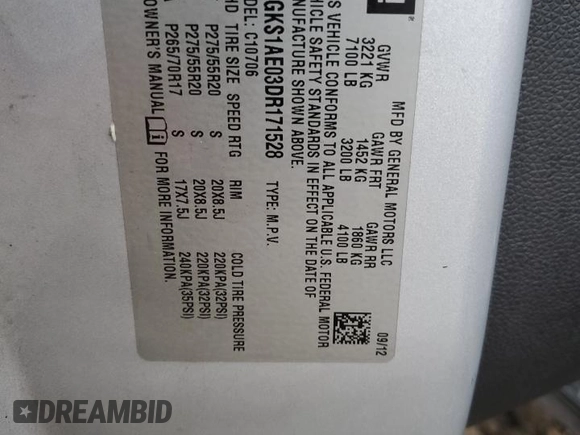 MFD BY GENERAL MOTORS LLC
09/12
GVWR GAWR FRT GAWR RR
3221 KG 1452 KG 1860 KG
7100 LB 3200 LB 4100 LB
S VEHICLE CONFORMS TO ALL APPLICABLE U.S. FEDERAL MOTOR
HICLE SAFETY STANDARDS IN EFFECT ON THE DATE OF
NUFACTURE SHOWN ABOVE.
GKS1AE03DR171528 TYPE: M.P.V.
ODEL: C10706
TIRE SIZE SPEED RTG RIM COLD TIRE PRESSURE
P275/55R20 S 20X8.5J 220KPA(32PSI)
P275/55R20 S 20X8.5J 220KPA(32PSI)
P265/70R17 S 17X7.5J 240KPA(35PSI)
OWNER'S MANUAL i FOR MORE INFORMATION.
DREAMBID